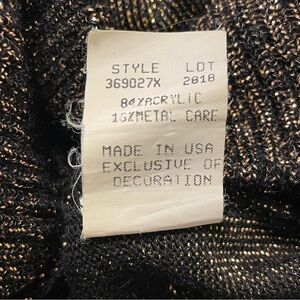 STYLE LOT
369027X 2818
84%ACRYLIC
16%METAL CARE
MADE IN USA
EXCLUSIVE OF
DECORATION